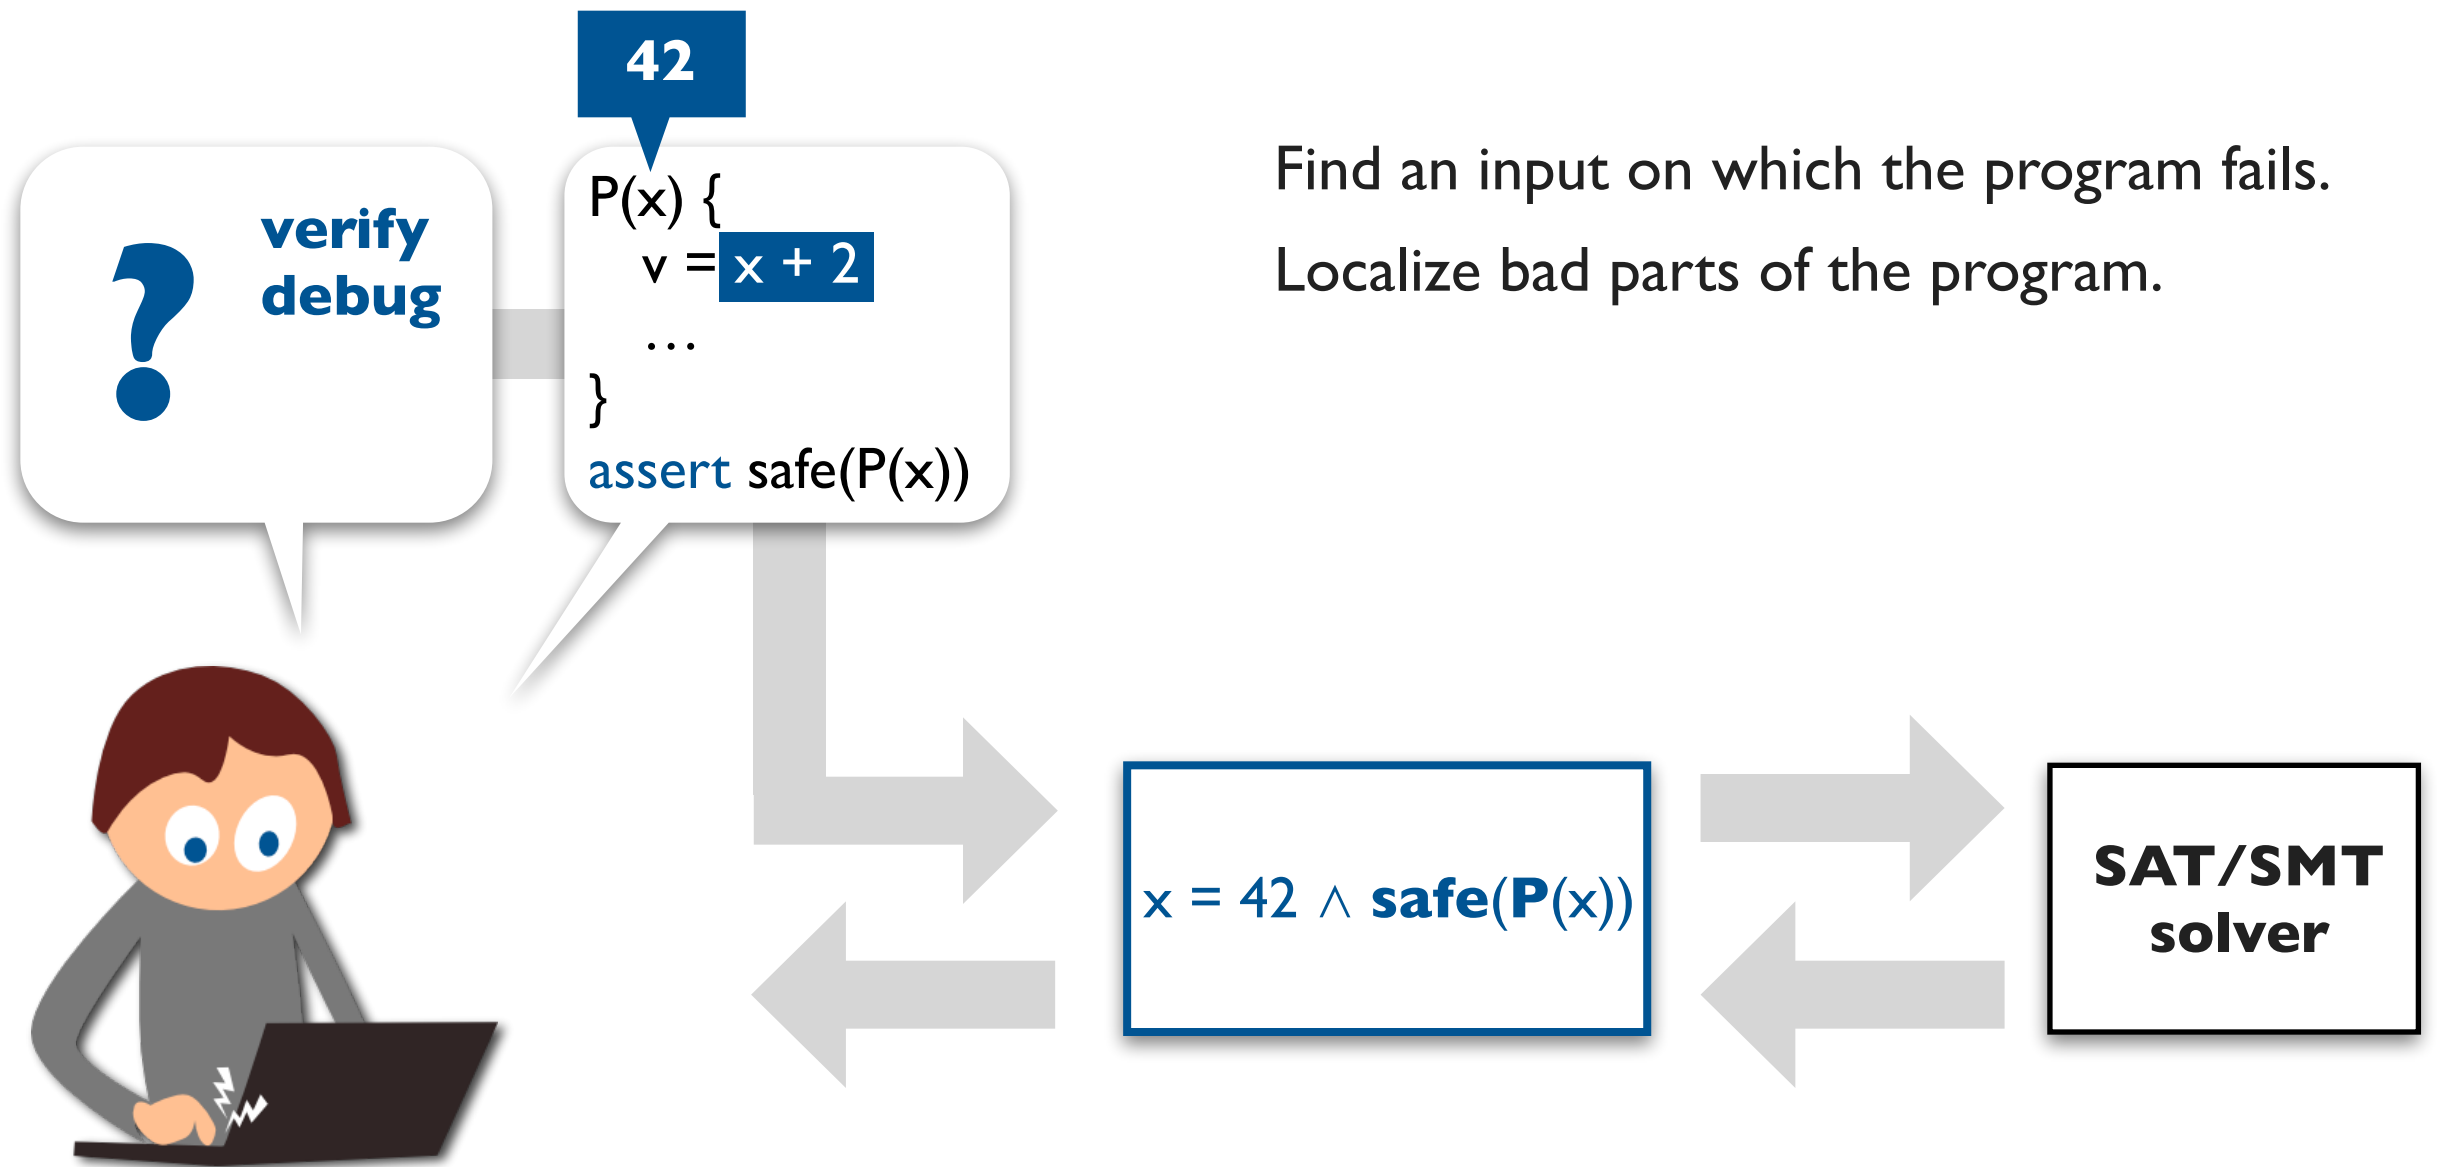 42
?
verify
debug
P(x) {
v = x + 2
…
}
assert safe(P(x))
Find an input on which the program fails.
Localize bad parts of the program.
x = 42 ∧ safe(P(x))
SAT/SMT
solver